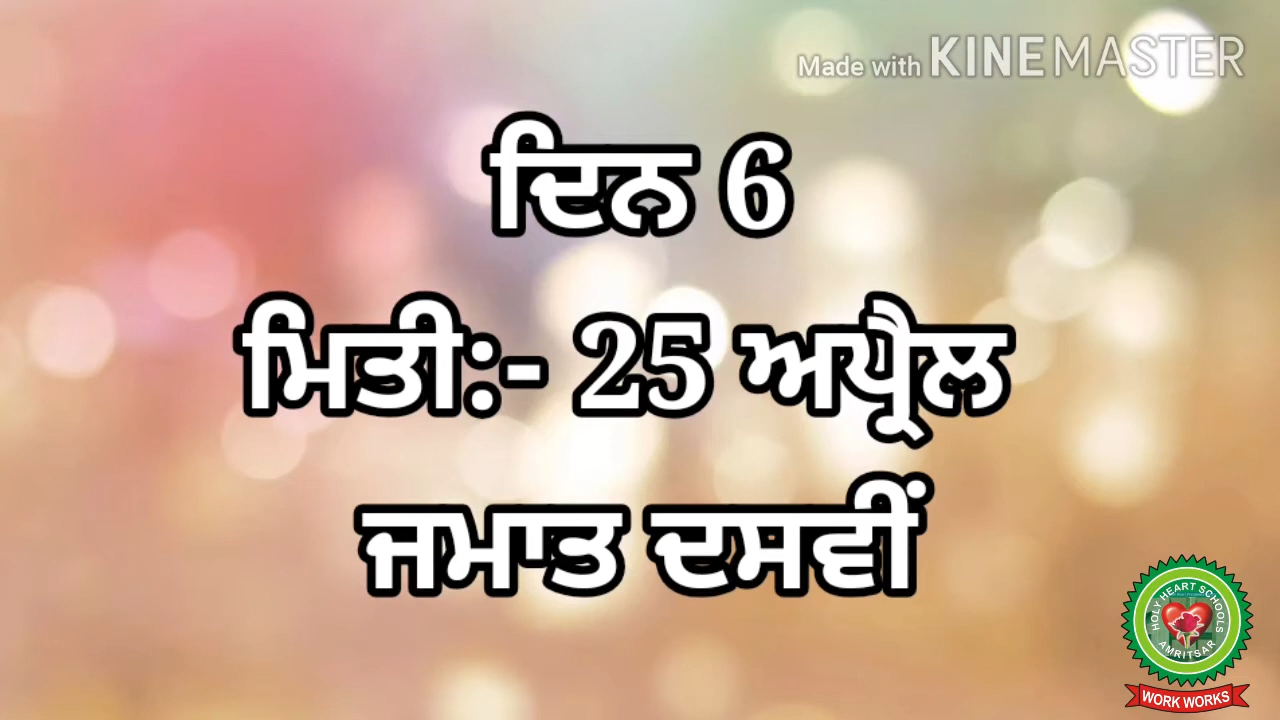 Made with KINEMASTER
ਦਿਨ 6
ਮਿਤੀ:- 25 ਅਪ੍ਰੈਲ
ਜਮਾਤ ਦਸਵੀਂ
HOLY HEART SCHOOLS
AMRITSAR
WORK WORKS